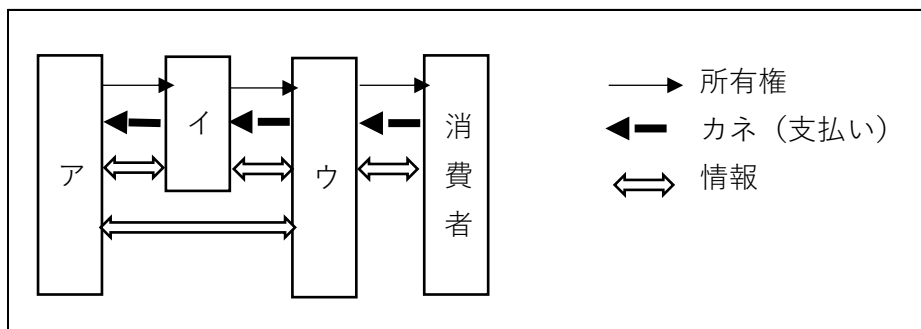 ア
イ
ウ
消費者
所有権
カネ（支払い）
情報